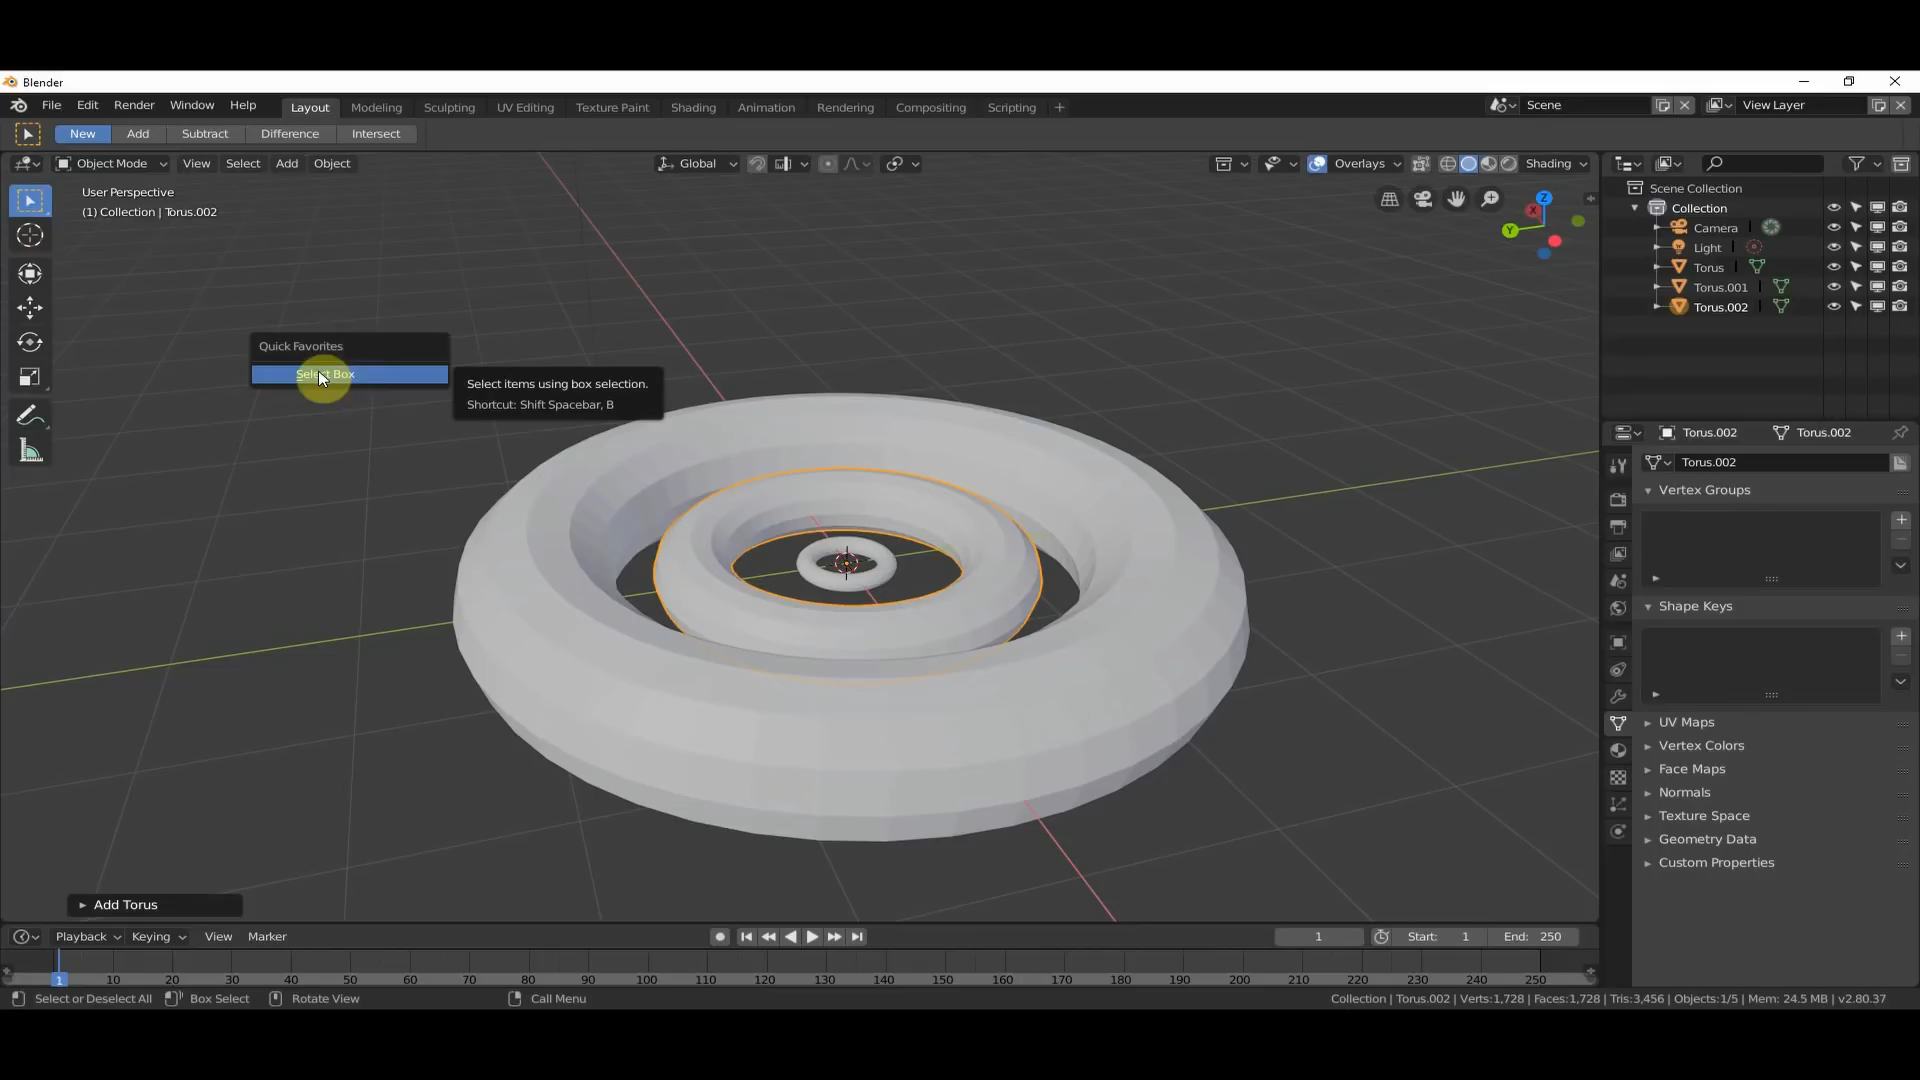 Blender
File Edit Render Window Help Layout Modeling Sculpting UV Editing Texture Paint Shading Animation Rendering Compositing Scripting + Scene View Layer
New Add Subtract Difference Intersect
Object Mode View Select Add Object Global Overlays Shading
User Perspective
(1) Collection | Torus.002
Z
X
Y
Scene Collection
Collection
Camera
Light
Torus
Torus.001
Torus.002
Quick Favorites
Select Box
Select items using box selection.
Shortcut: Shift Spacebar, B
Torus.002 Torus.002
Torus.002
Vertex Groups
Shape Keys
UV Maps
Vertex Colors
Face Maps
Normals
Texture Space
Geometry Data
Custom Properties
Add Torus
Playback Keying View Marker 1 Start: 1 End: 250
1 10 20 30 40 50 60 70 80 90 100 110 120 130 140 150 160 170 180 190 200 210 220 230 240 250
Select or Deselect All Box Select Rotate View Call Menu Collection | Torus.002 | Verts:1,728 | Faces:1,728 | Tris:3,456 | Objects:1/5 | Mem: 24.5 MB | v2.80.37